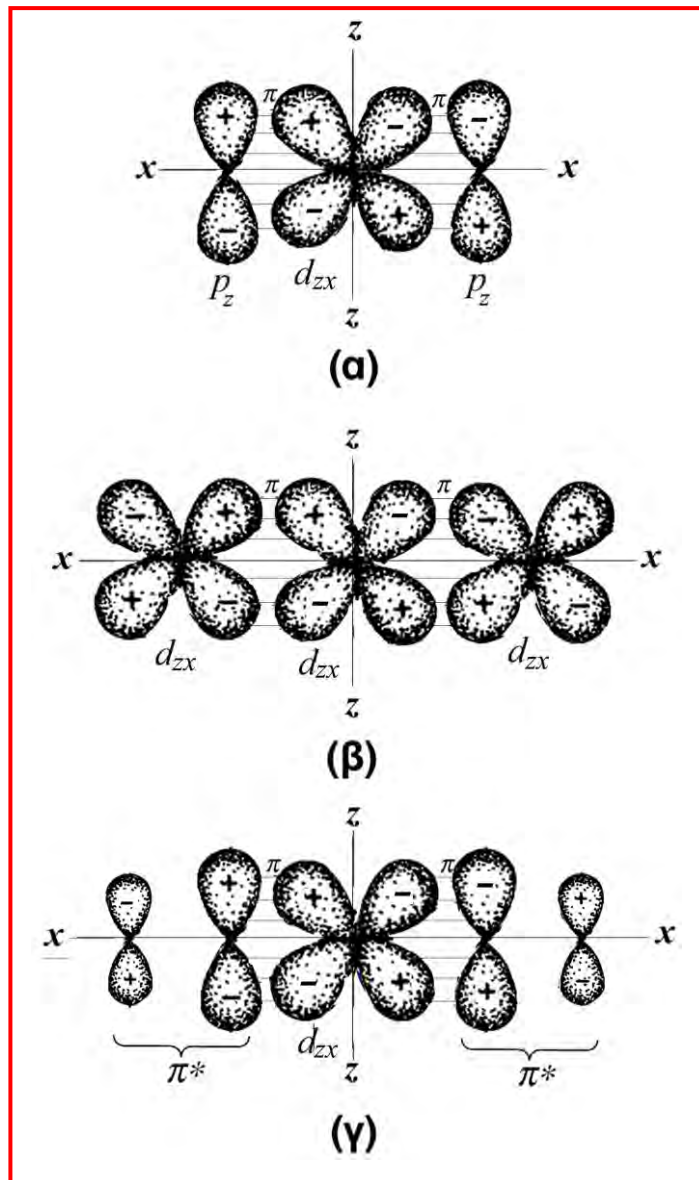 z
+ π + − π −
x x
− − + +
p_z d_zx p_z
z
(α)
z
− + π + − π − +
x x
+ − − + + −
d_zx d_zx d_zx
z
(β)
z
− + π + − π − +
x x
+ − − + + −
d_zx
π* π*
z
(γ)